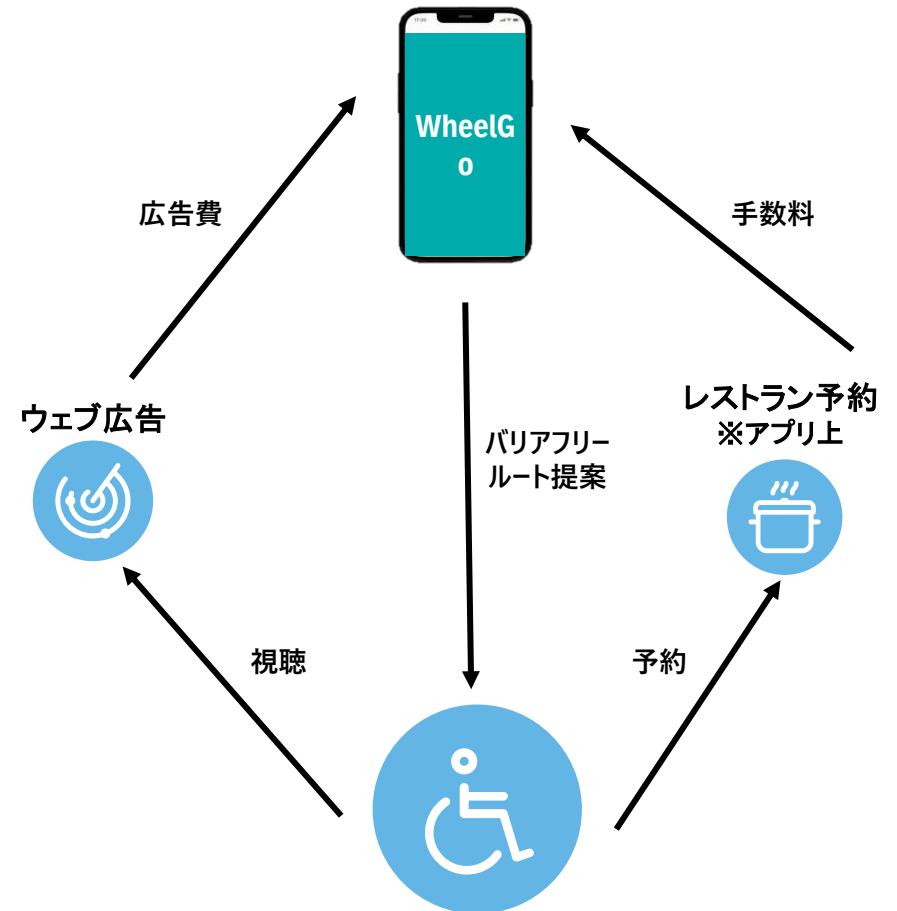 17:00
WheelG
o
広告費
手数料
ウェブ広告
レストラン予約
※アプリ上
バリアフリー
ルート提案
視聴
予約